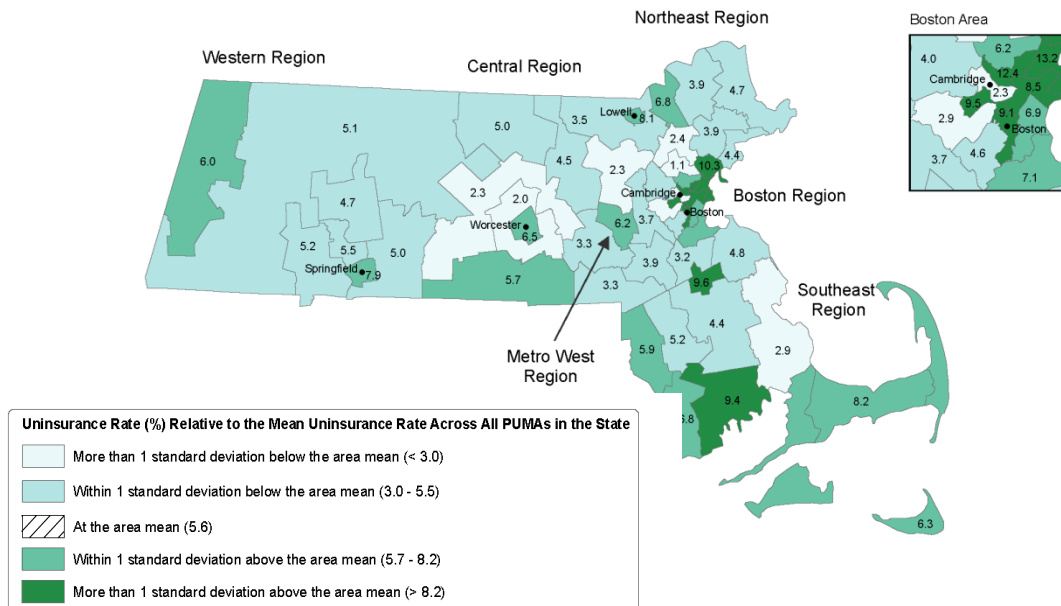 Northeast Region
Boston Area
Western Region
Central Region
6.2
13.2
4.0
12.4
Cambridge
8.5
2.3
9.5
9.1
6.9
2.9
Boston
4.6
3.7
7.1
3.9
4.7
6.8
Lowell
8.1
3.5
5.0
5.1
6.0
3.9
2.4
4.4
1.1
10.3
4.5
2.3
2.3
2.0
Cambridge
Boston Region
4.7
Worcester
6.5
6.2
3.7
Boston
5.2
5.5
5.0
3.3
3.9
3.2
4.8
Springfield
7.9
5.7
3.3
9.6
Southeast
Region
4.4
5.9
5.2
2.9
Metro West
Region
9.4
8.2
6.3
Uninsurance Rate (%) Relative to the Mean Uninsurance Rate Across All PUMAs in the State
More than 1 standard deviation below the area mean (< 3.0)
Within 1 standard deviation below the area mean (3.0 - 5.5)
At the area mean (5.6)
Within 1 standard deviation above the area mean (5.7 - 8.2)
More than 1 standard deviation above the area mean (> 8.2)